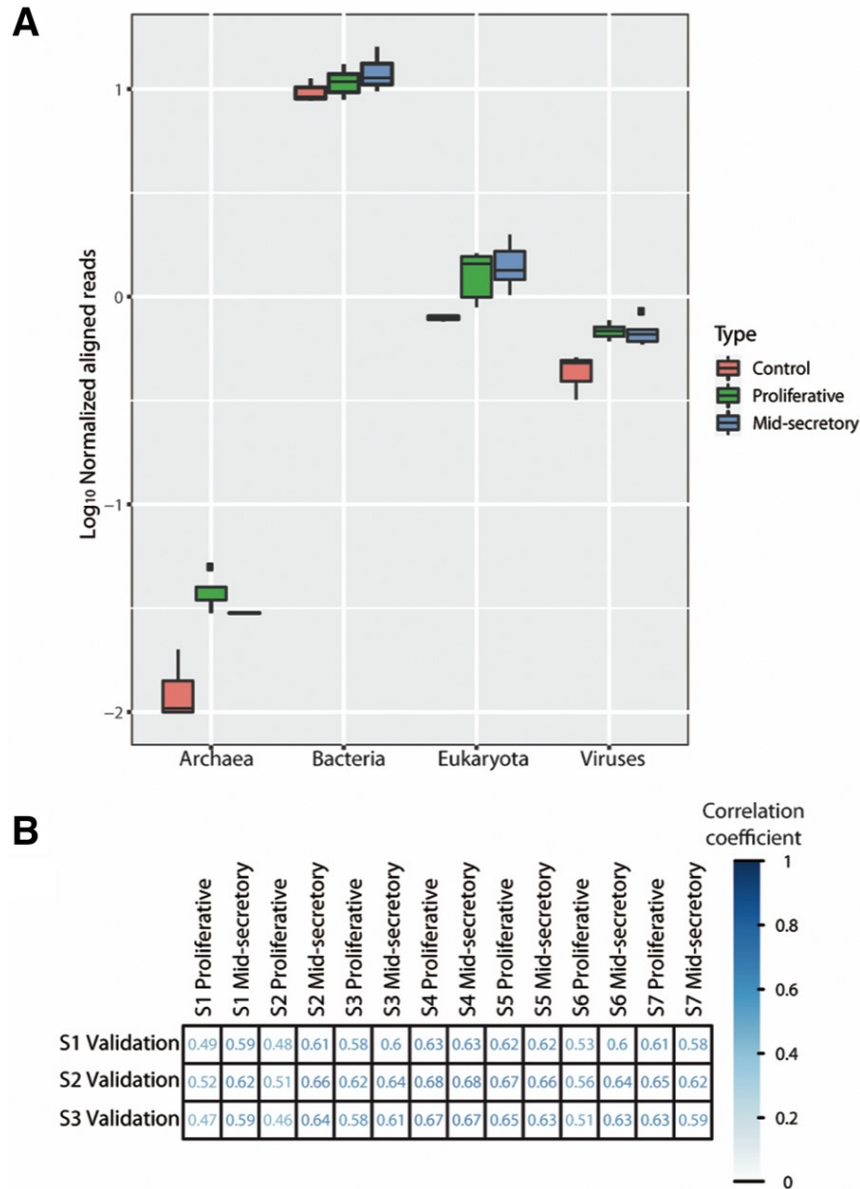 A
Log₁₀ Normalized aligned reads
1
0
−1
−2
Archaea Bacteria Eukaryota Viruses
Type
Control
Proliferative
Mid-secretory
B
Correlation
coefficient
1
0.8
0.6
0.4
0.2
0
S1 Proliferative
S1 Mid-secretory
S2 Proliferative
S2 Mid-secretory
S3 Proliferative
S3 Mid-secretory
S4 Proliferative
S4 Mid-secretory
S5 Proliferative
S5 Mid-secretory
S6 Proliferative
S6 Mid-secretory
S7 Proliferative
S7 Mid-secretory
S1 Validation 0.49 0.59 0.48 0.61 0.58 0.6 0.63 0.63 0.62 0.62 0.53 0.6 0.61 0.58
S2 Validation 0.52 0.62 0.51 0.66 0.62 0.64 0.68 0.68 0.67 0.66 0.56 0.64 0.65 0.62
S3 Validation 0.47 0.59 0.46 0.64 0.58 0.61 0.67 0.67 0.65 0.63 0.51 0.63 0.63 0.59